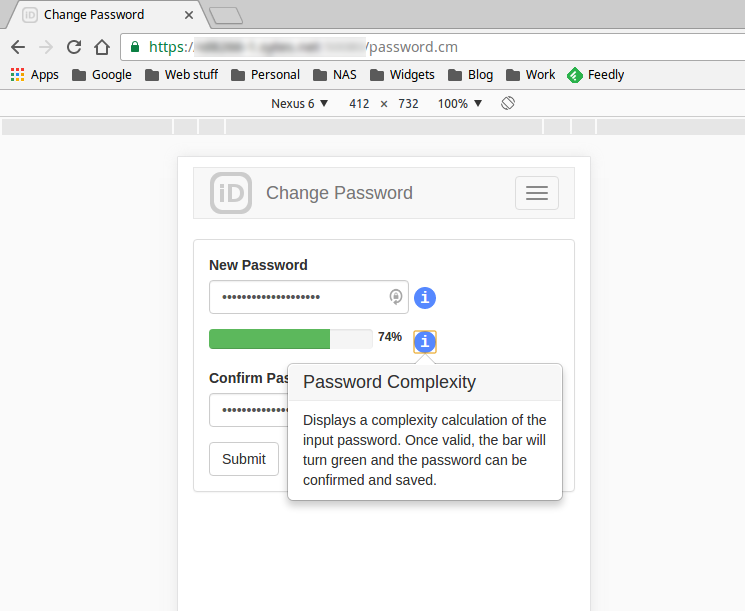 iD Change Password
https:/ /password.cm
Apps Google Web stuff Personal NAS Widgets Blog Work Feedly
Nexus 6 ▼ 412 × 732 100% ▼
iD Change Password
New Password
•••••••••••••••••••• i
74% i
Confirm Pas
Password Complexity
Displays a complexity calculation of the
input password. Once valid, the bar will
turn green and the password can be
confirmed and saved.
Submit